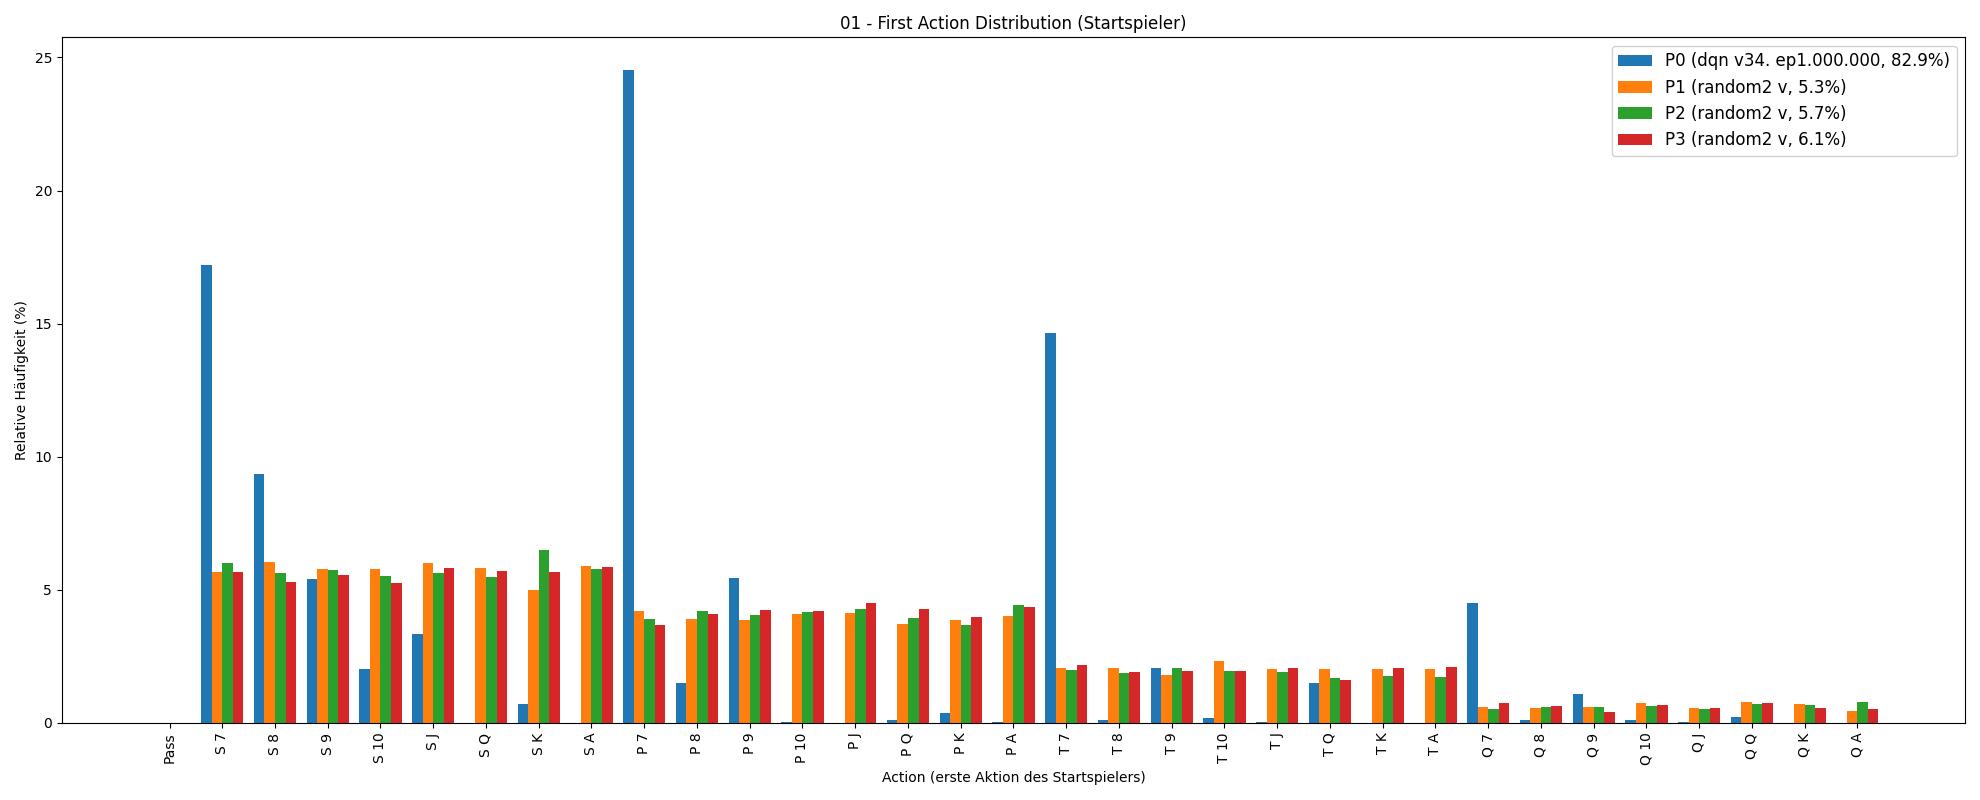 01 - First Action Distribution (Startspieler)
P0 (dqn v34. ep1.000.000, 82.9%)
P1 (random2 v, 5.3%)
P2 (random2 v, 5.7%)
P3 (random2 v, 6.1%)
Relative Häufigkeit (%)
25
20
15
10
5
0
Pass
S 7
S 8
S 9
S 10
S J
S Q
S K
S A
P 7
P 8
P 9
P 10
P J
P Q
P K
P A
T 7
T 8
T 9
T 10
T J
T Q
T K
T A
Q 7
Q 8
Q 9
Q 10
Q J
Q Q
Q K
Q A
Action (erste Aktion des Startspielers)